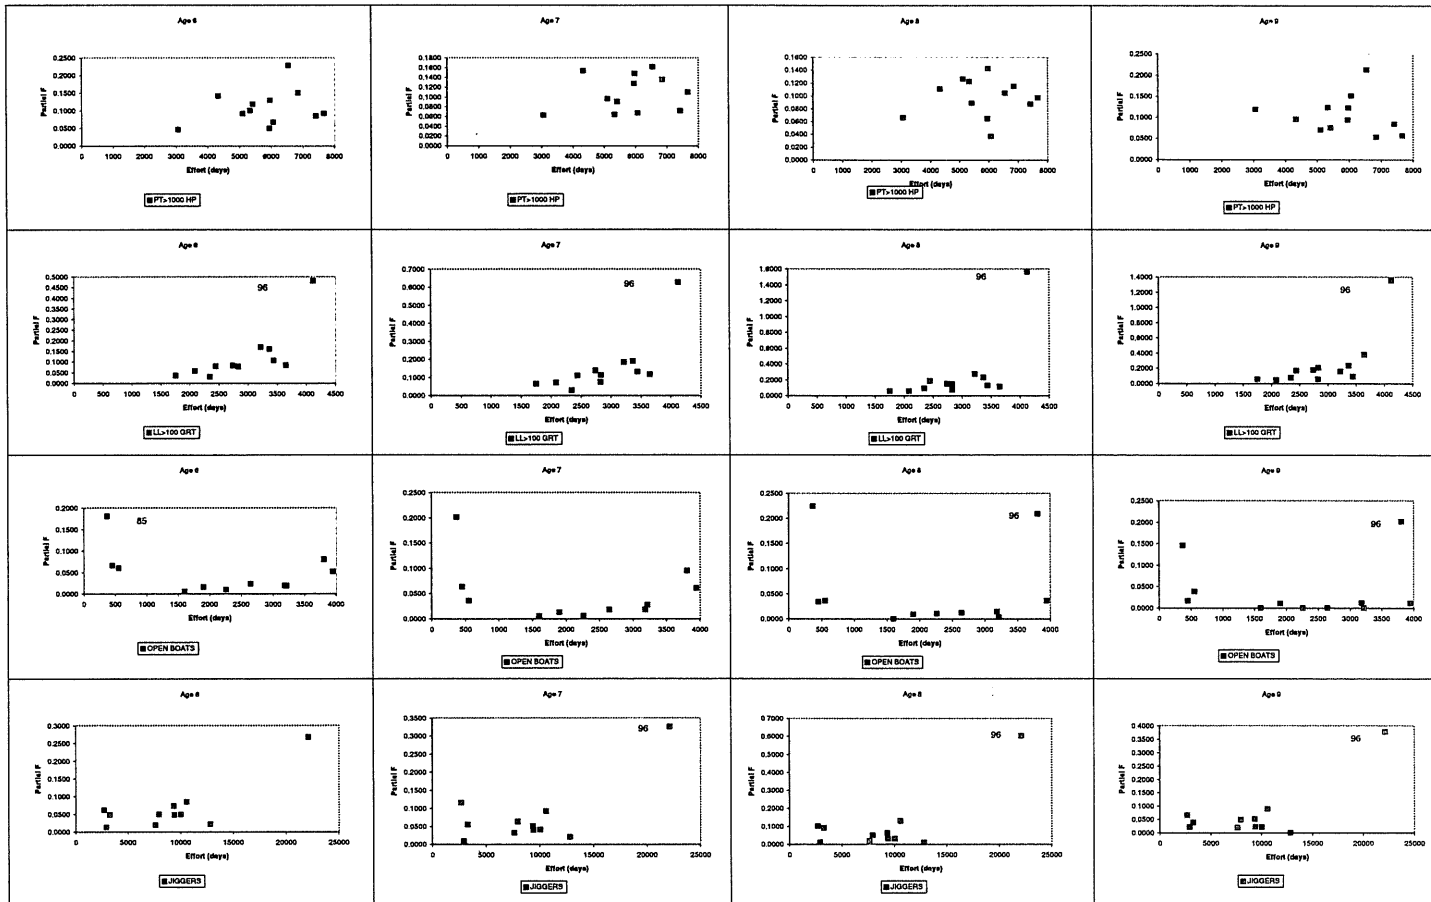 Age 6
Partial F
0.2500
0.2000
0.1500
0.1000
0.0500
0.0000
0 1000 2000 3000 4000 5000 6000 7000 8000
Effort (days)
PT>1000 HP
Age 7
Partial F
0.1800
0.1600
0.1400
0.1200
0.1000
0.0800
0.0600
0.0400
0.0200
0.0000
0 1000 2000 3000 4000 5000 6000 7000 8000
Effort (days)
PT>1000 HP
Age 8
Partial F
0.1600
0.1400
0.1200
0.1000
0.0800
0.0600
0.0400
0.0200
0.0000
0 1000 2000 3000 4000 5000 6000 7000 8000
Effort (days)
PT>1000 HP
Age 9
Partial F
0.2500
0.2000
0.1500
0.1000
0.0500
0.0000
0 1000 2000 3000 4000 5000 6000 7000 8000
Effort (days)
PT>1000 HP
Age 6
Partial F
0.5000
0.4500
0.4000
0.3500
0.3000
0.2500
0.2000
0.1500
0.1000
0.0500
0.0000
96
0 500 1000 1500 2000 2500 3000 3500 4000 4500
Effort (days)
LL>100 GRT
Age 7
Partial F
0.7000
0.6000
0.5000
0.4000
0.3000
0.2000
0.1000
0.0000
96
0 500 1000 1500 2000 2500 3000 3500 4000 4500
Effort (days)
LL>100 GRT
Age 8
Partial F
1.6000
1.4000
1.2000
1.0000
0.8000
0.6000
0.4000
0.2000
0.0000
96
0 500 1000 1500 2000 2500 3000 3500 4000 4500
Effort (days)
LL>100 GRT
Age 9
Partial F
1.4000
1.2000
1.0000
0.8000
0.6000
0.4000
0.2000
0.0000
96
0 500 1000 1500 2000 2500 3000 3500 4000 4500
Effort (days)
LL>100 GRT
Age 6
Partial F
0.2000
0.1500
0.1000
0.0500
0.0000
85
0 500 1000 1500 2000 2500 3000 3500 4000
Effort (days)
OPEN BOATS
Age 7
Partial F
0.2500
0.2000
0.1500
0.1000
0.0500
0.0000
0 500 1000 1500 2000 2500 3000 3500 4000
Effort (days)
OPEN BOATS
Age 8
Partial F
0.2500
0.2000
0.1500
0.1000
0.0500
0.0000
96
0 500 1000 1500 2000 2500 3000 3500 4000
Effort (days)
OPEN BOATS
Age 9
Partial F
0.2500
0.2000
0.1500
0.1000
0.0500
0.0000
96
0 500 1000 1500 2000 2500 3000 3500 4000
Effort (days)
OPEN BOATS
Age 6
Partial F
0.3000
0.2500
0.2000
0.1500
0.1000
0.0500
0.0000
0 5000 10000 15000 20000 25000
Effort (days)
JIGGERS
Age 7
Partial F
0.3500
0.3000
0.2500
0.2000
0.1500
0.1000
0.0500
0.0000
96
0 5000 10000 15000 20000 25000
Effort (days)
JIGGERS
Age 8
Partial F
0.7000
0.6000
0.5000
0.4000
0.3000
0.2000
0.1000
0.0000
96
0 5000 10000 15000 20000 25000
Effort (days)
JIGGERS
Age 9
Partial F
0.4000
0.3500
0.3000
0.2500
0.2000
0.1500
0.1000
0.0500
0.0000
96
0 5000 10000 15000 20000 25000
Effort (days)
JIGGERS